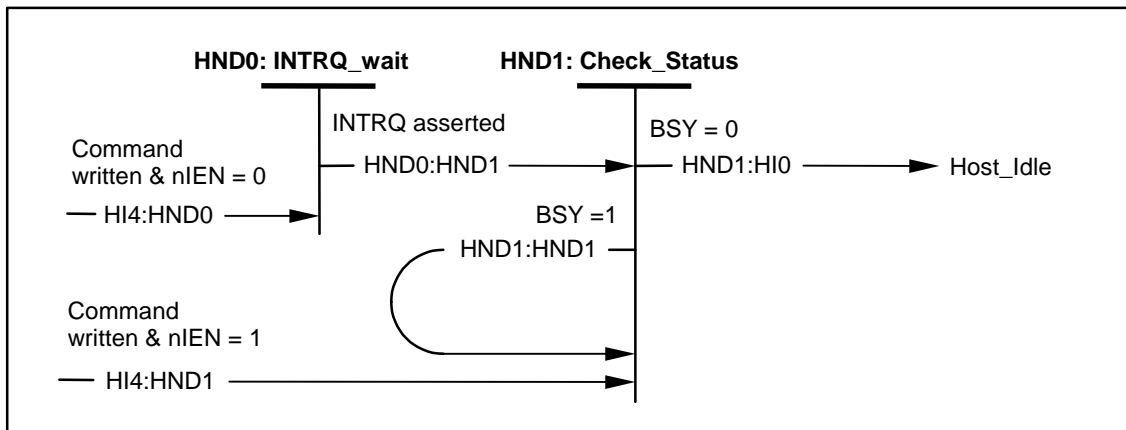 HND0: INTRQ_wait
HND1: Check_Status
INTRQ asserted
BSY = 0
Command
written & nIEN = 0
HND0:HND1
HND1:HI0
Host_Idle
HI4:HND0
BSY =1
HND1:HND1
Command
written & nIEN = 1
HI4:HND1